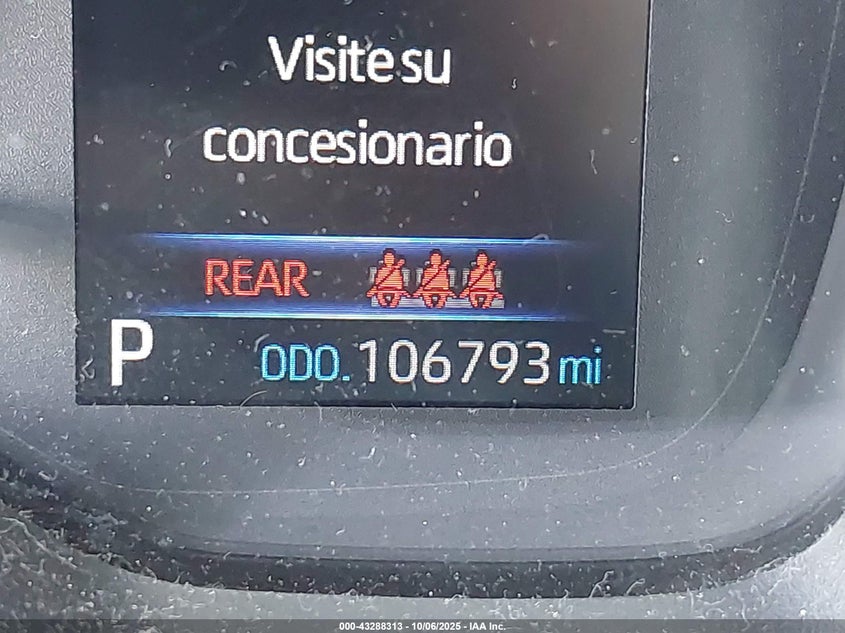 Visite su
concesionario
REAR
P
ODO. 106793 mi
000-43288313 - 10/06/2025 - IAA Inc.